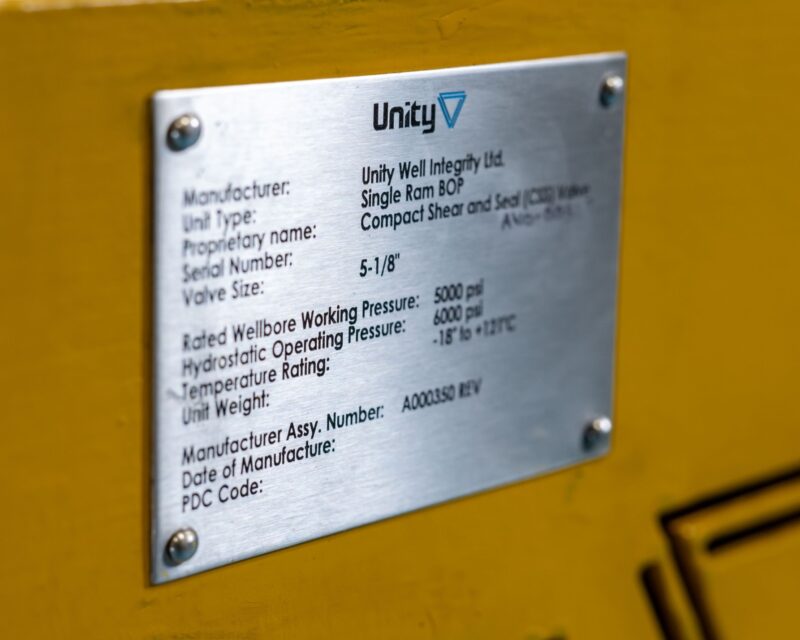 Unity
Manufacturer: Unity Well Integrity Ltd.
Unit Type: Single Ram BOP
Proprietary name: Compact Shear and Seal (CSS)
Serial Number:
Valve Size: 5-1/8"
Rated Wellbore Working Pressure: 5000 psi
Hydrostatic Operating Pressure: 6000 psi
Temperature Rating: -18° to +121°C
Unit Weight:
Manufacturer Assy. Number: A000350 REV
Date of Manufacture:
PDC Code: